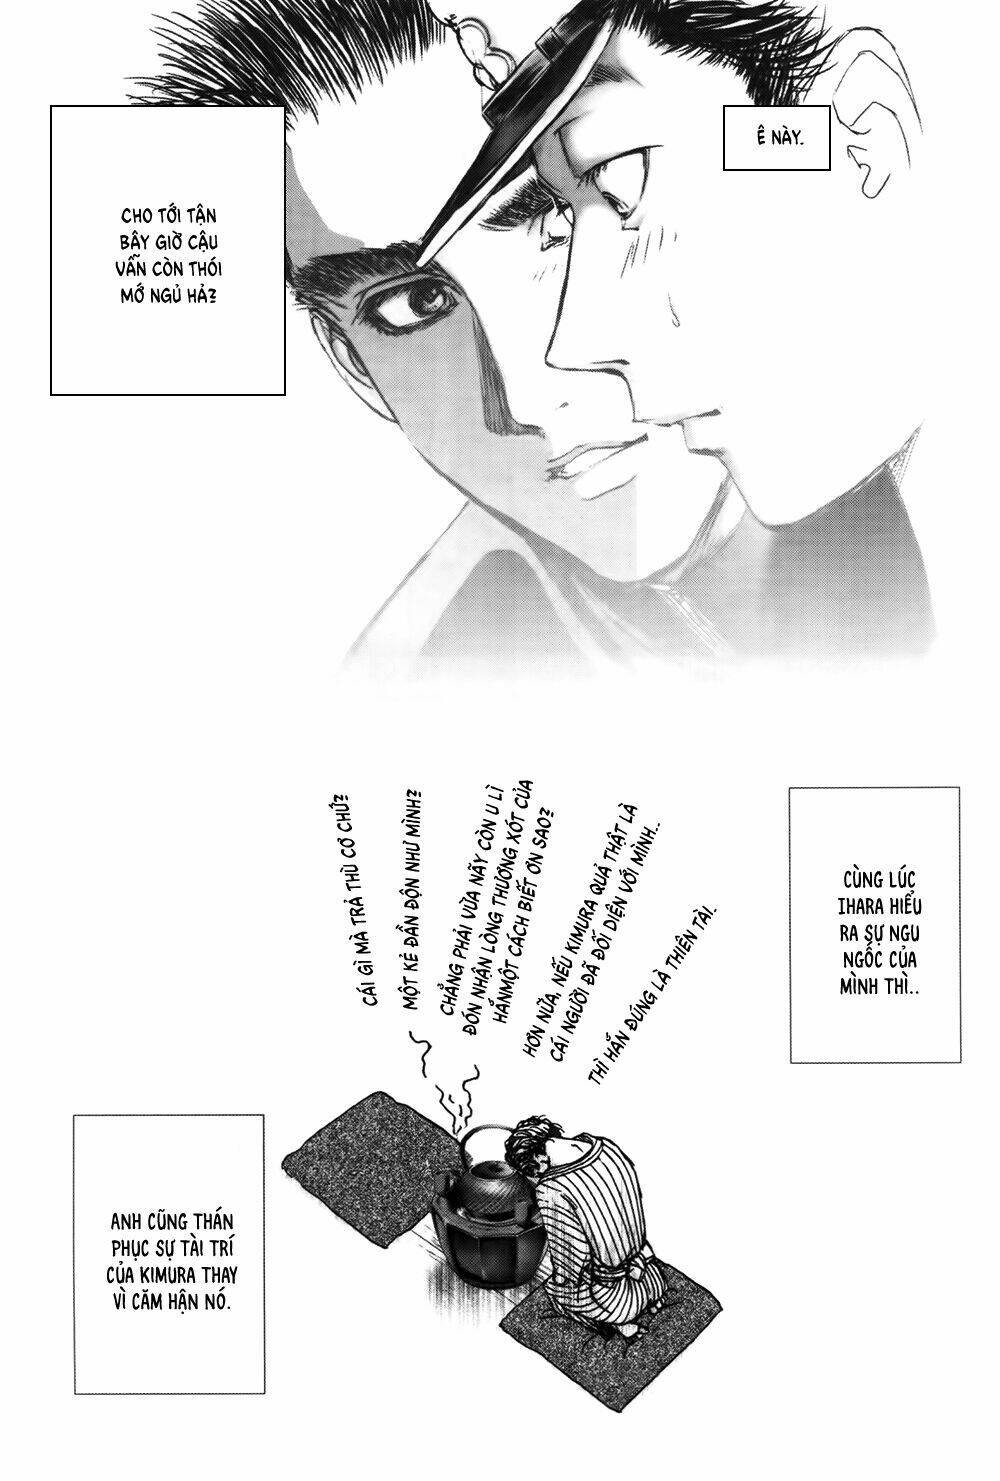 Ê NÀY.
CHO TỚI TẬN
BÂY GIỜ CẬU
VẪN CÒN THÓI
MỚ NGỦ HẢ?
CÙNG LÚC
IHARA HIỂU
RA SỰ NGU
NGỐC CỦA
MÌNH THÌ..
CÁI GÌ MÀ TRẢ THÙ CƠ CHỨ?
MỘT KẺ ĐẦN ĐỘN NHƯ MÌNH?
CHẲNG PHẢI VỪA NÃY CÒN U LÌ
ĐÓN NHẬN LÒNG THƯƠNG XÓT CỦA
HẮNMỘT CÁCH BIẾT ƠN SAO?
HƠN NỮA, NẾU KIMURA QUẢ THẬT LÀ
CÁI NGƯỜI ĐÃ ĐỐI DIỆN VỚI MÌNH..
THÌ HẮN ĐÚNG LÀ THIÊN TÀI.
ANH CŨNG THÁN
PHỤC SỰ TÀI TRÍ
CỦA KIMURA THAY
VÌ CĂM HẬN NÓ.